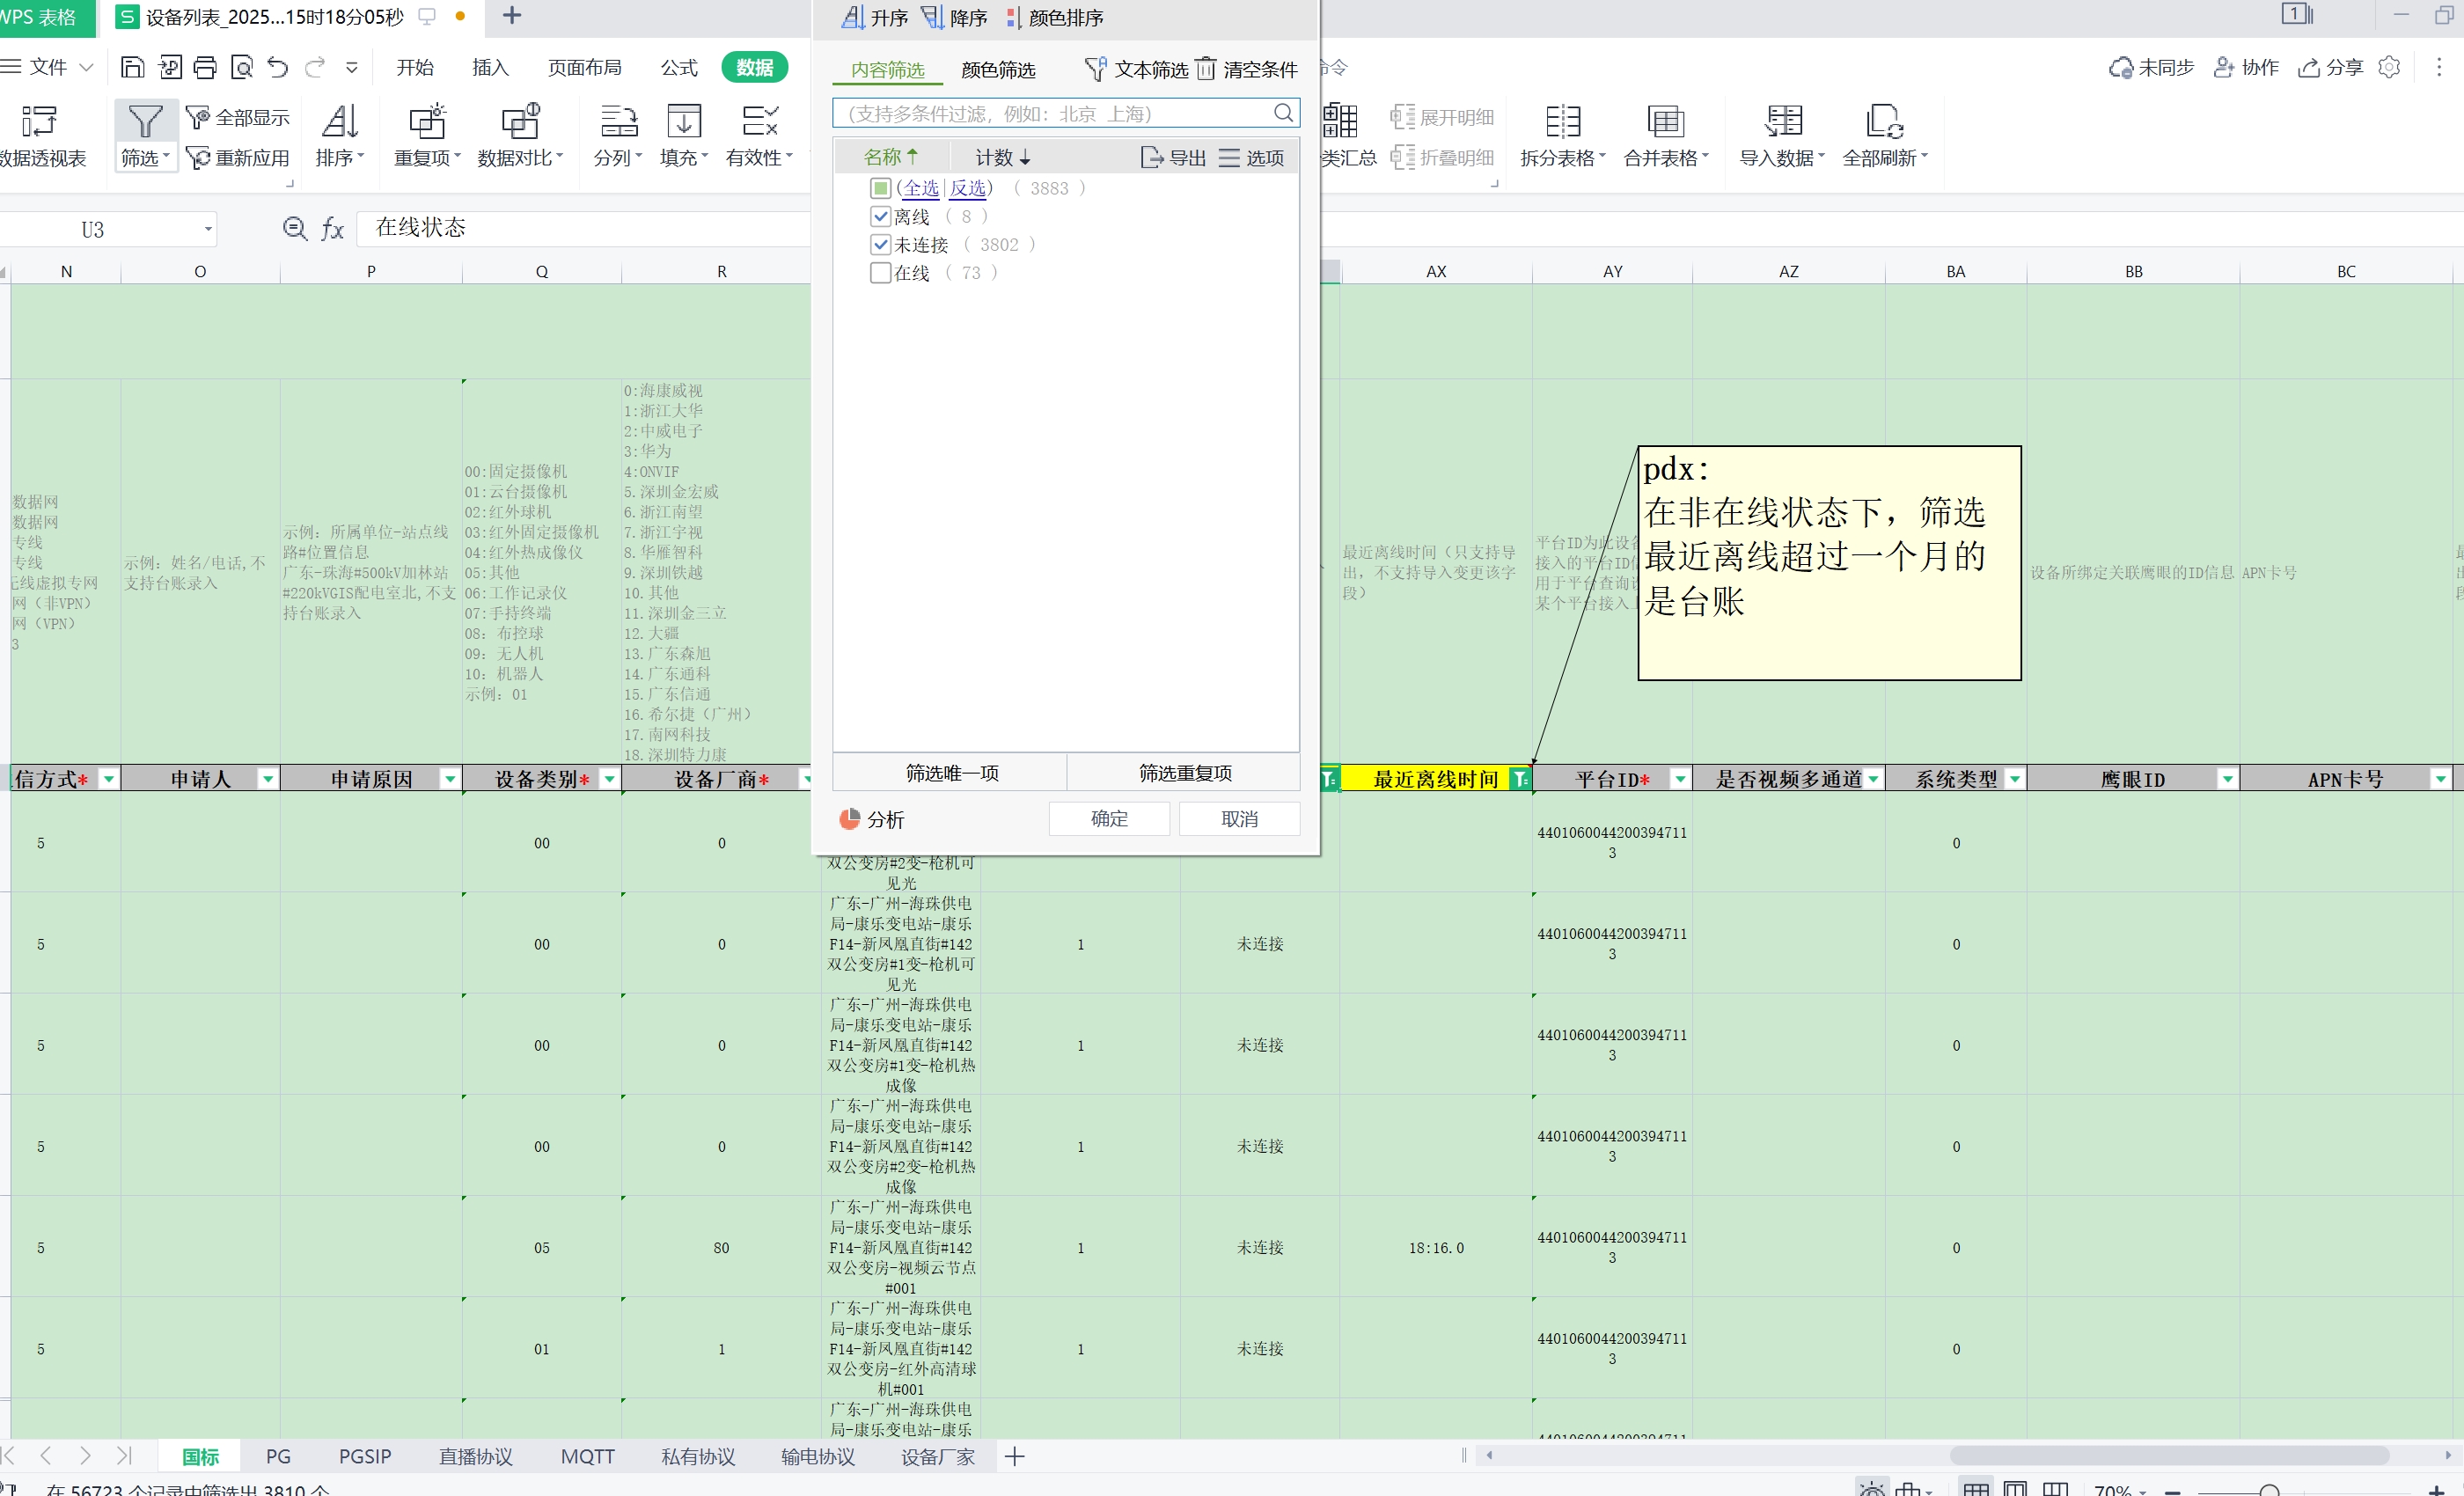 WPS 表格
设备列表_2025...15时18分05秒
升序 降序 颜色排序
文件
开始 插入 页面布局 公式 数据
未同步 协作 分享
数据透视表 筛选 全部显示 重新应用 排序 重复项 数据对比 分列 填充 有效性
类汇总 展开明细 折叠明细 拆分表格 合并表格 导入数据 全部刷新
内容筛选 颜色筛选 文本筛选 清空条件
(支持多条件过滤, 例如: 北京 上海)
名称 计数 导出 选项
(全选|反选) ( 3883 )
离线 ( 8 )
未连接 ( 3802 )
在线 ( 73 )
筛选唯一项 筛选重复项
分析 确定 取消
U3 fx 在线状态
N O P Q R AX AY AZ BA BB BC
数据网
数据网
专线
专线
无线虚拟专网
网（非VPN）
网（VPN）
3
示例: 姓名/电话,不
支持台账录入
示例: 所属单位-站点线
路#位置信息
广东-珠海#500kV加林站
#220kVGIS配电室北,不支
持台账录入
00:固定摄像机
01:云台摄像机
02:红外球机
03:红外固定摄像机
04:红外热成像仪
05:其他
06:工作记录仪
07:手持终端
08: 布控球
09: 无人机
10: 机器人
示例: 01
0:海康威视
1:浙江大华
2:中威电子
3:华为
4:ONVIF
5.深圳金宏威
6.浙江南望
7.浙江宇视
8.华雁智科
9.深圳铁越
10.其他
11.深圳金三立
12.大疆
13.广东森旭
14.广东通科
15.广东信通
16.希尔捷（广州）
17.南网科技
18.深圳特力康
最近离线时间（只支持导
出，不支持导入变更该字
段）
平台ID为此设备
接入的平台ID
用于平台查询
某个平台接入
pdx:
在非在线状态下, 筛选
最近离线超过一个月的
是台账
设备所绑定关联鹰眼的ID信息
APN卡号
信方式* 申请人 申请原因 设备类别* 设备厂商* 最近离线时间 平台ID* 是否视频多通道 系统类型 鹰眼ID APN卡号
5 00 0
双公变房#2变-枪机可
见光
4401060044200394711
3
0
5 00 0
广东-广州-海珠供电
局-康乐变电站-康乐
F14-新凤凰直街#142
双公变房#1变-枪机可
见光
1 未连接
4401060044200394711
3
0
5 00 0
广东-广州-海珠供电
局-康乐变电站-康乐
F14-新凤凰直街#142
双公变房#1变-枪机热
成像
1 未连接
4401060044200394711
3
0
5 00 0
广东-广州-海珠供电
局-康乐变电站-康乐
F14-新凤凰直街#142
双公变房#2变-枪机热
成像
1 未连接
4401060044200394711
3
0
5 05 80
广东-广州-海珠供电
局-康乐变电站-康乐
F14-新凤凰直街#142
双公变房-视频云节点
#001
1 未连接 18:16.0
4401060044200394711
3
0
5 01 1
广东-广州-海珠供电
局-康乐变电站-康乐
F14-新凤凰直街#142
双公变房-红外高清球
机#001
1 未连接
4401060044200394711
3
0
广东-广州-海珠供电
局-康乐变电站-康乐
4401060044200394711
国标 PG PGSIP 直播协议 MQTT 私有协议 输电协议 设备厂家
在 56723 个记录中筛选出 3810 个
70%